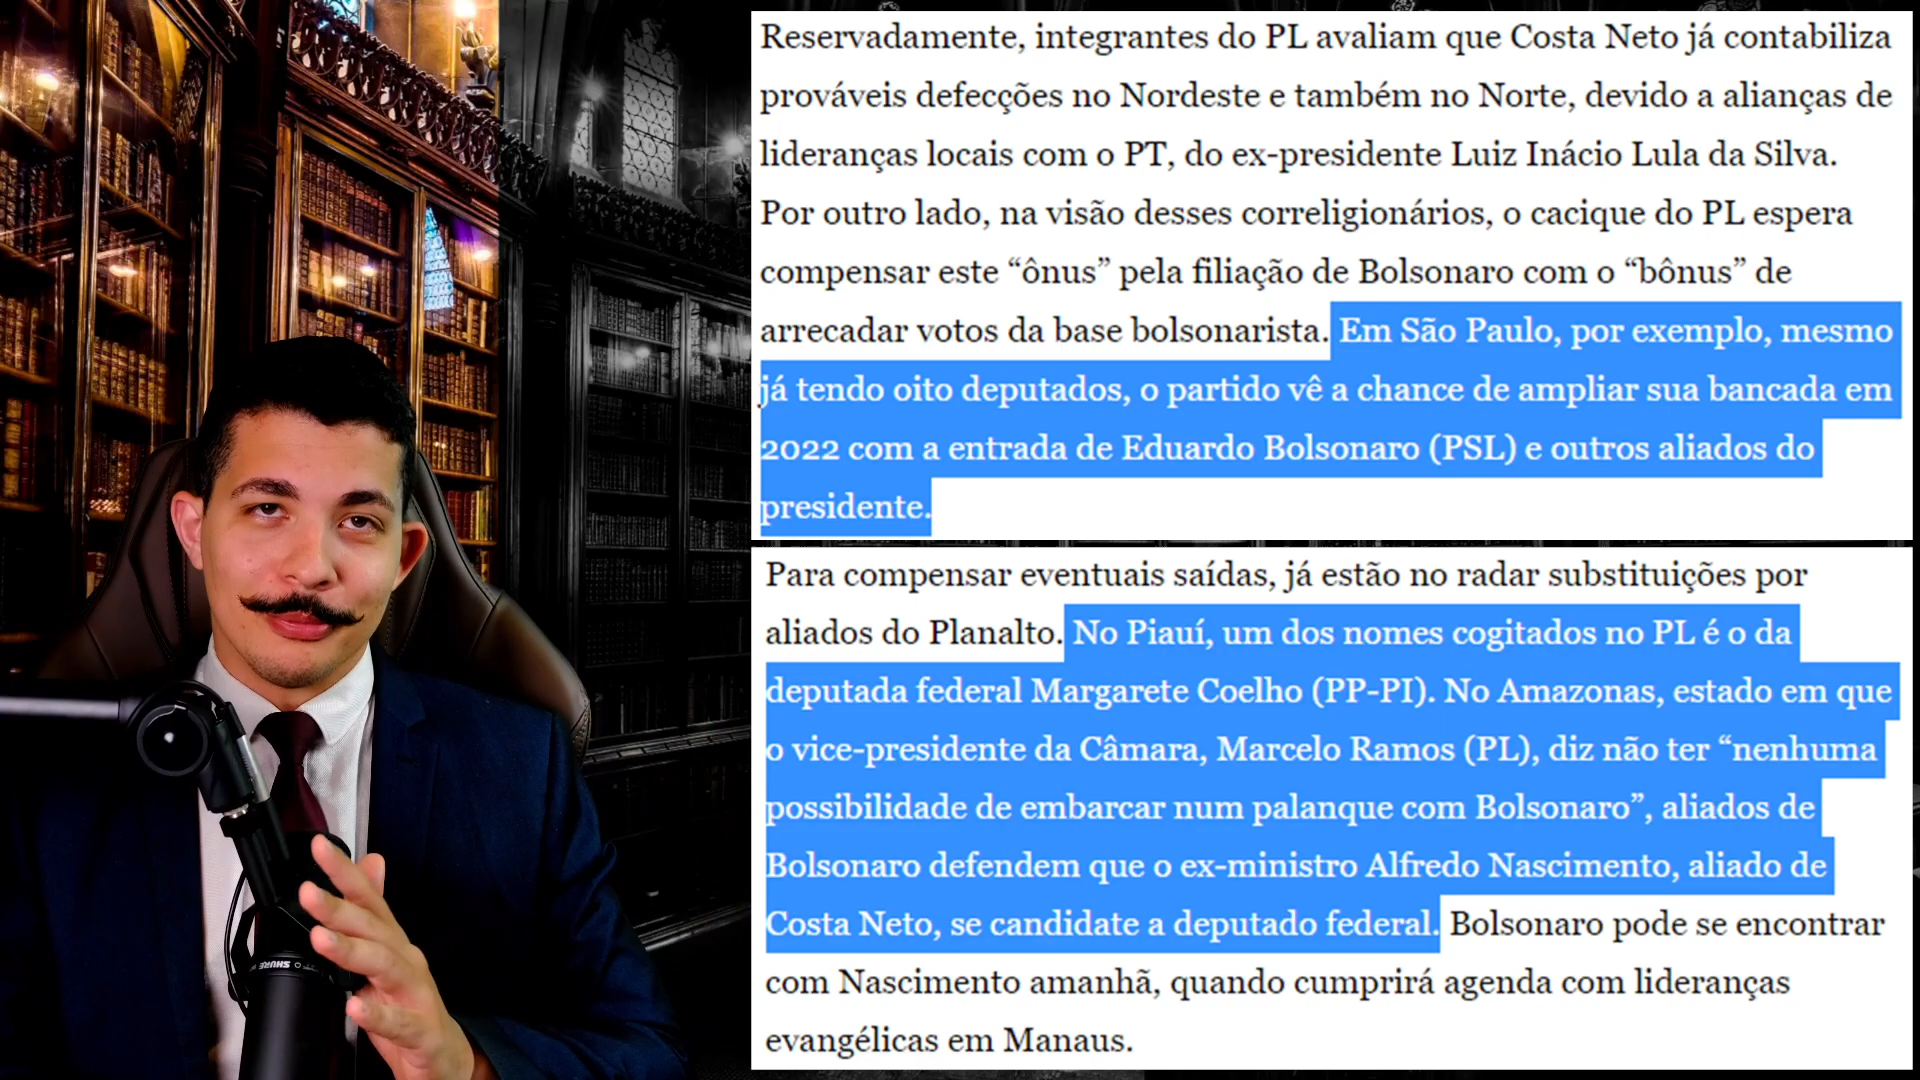 Reservadamente, integrantes do PL avaliam que Costa Neto já contabiliza
prováveis defecções no Nordeste e também no Norte, devido a alianças de
lideranças locais com o PT, do ex-presidente Luiz Inácio Lula da Silva.
Por outro lado, na visão desses correligionários, o cacique do PL espera
compensar este “ônus” pela filiação de Bolsonaro com o “bônus” de
arrecadar votos da base bolsonarista. Em São Paulo, por exemplo, mesmo
já tendo oito deputados, o partido vê a chance de ampliar sua bancada em
2022 com a entrada de Eduardo Bolsonaro (PSL) e outros aliados do
presidente.
Para compensar eventuais saídas, já estão no radar substituições por
aliados do Planalto. No Piauí, um dos nomes cogitados no PL é o da
deputada federal Margarete Coelho (PP-PI). No Amazonas, estado em que
o vice-presidente da Câmara, Marcelo Ramos (PL), diz não ter “nenhuma
possibilidade de embarcar num palanque com Bolsonaro”, aliados de
Bolsonaro defendem que o ex-ministro Alfredo Nascimento, aliado de
Costa Neto, se candidate a deputado federal. Bolsonaro pode se encontrar
com Nascimento amanhã, quando cumprirá agenda com lideranças
evangélicas em Manaus.
SHURE